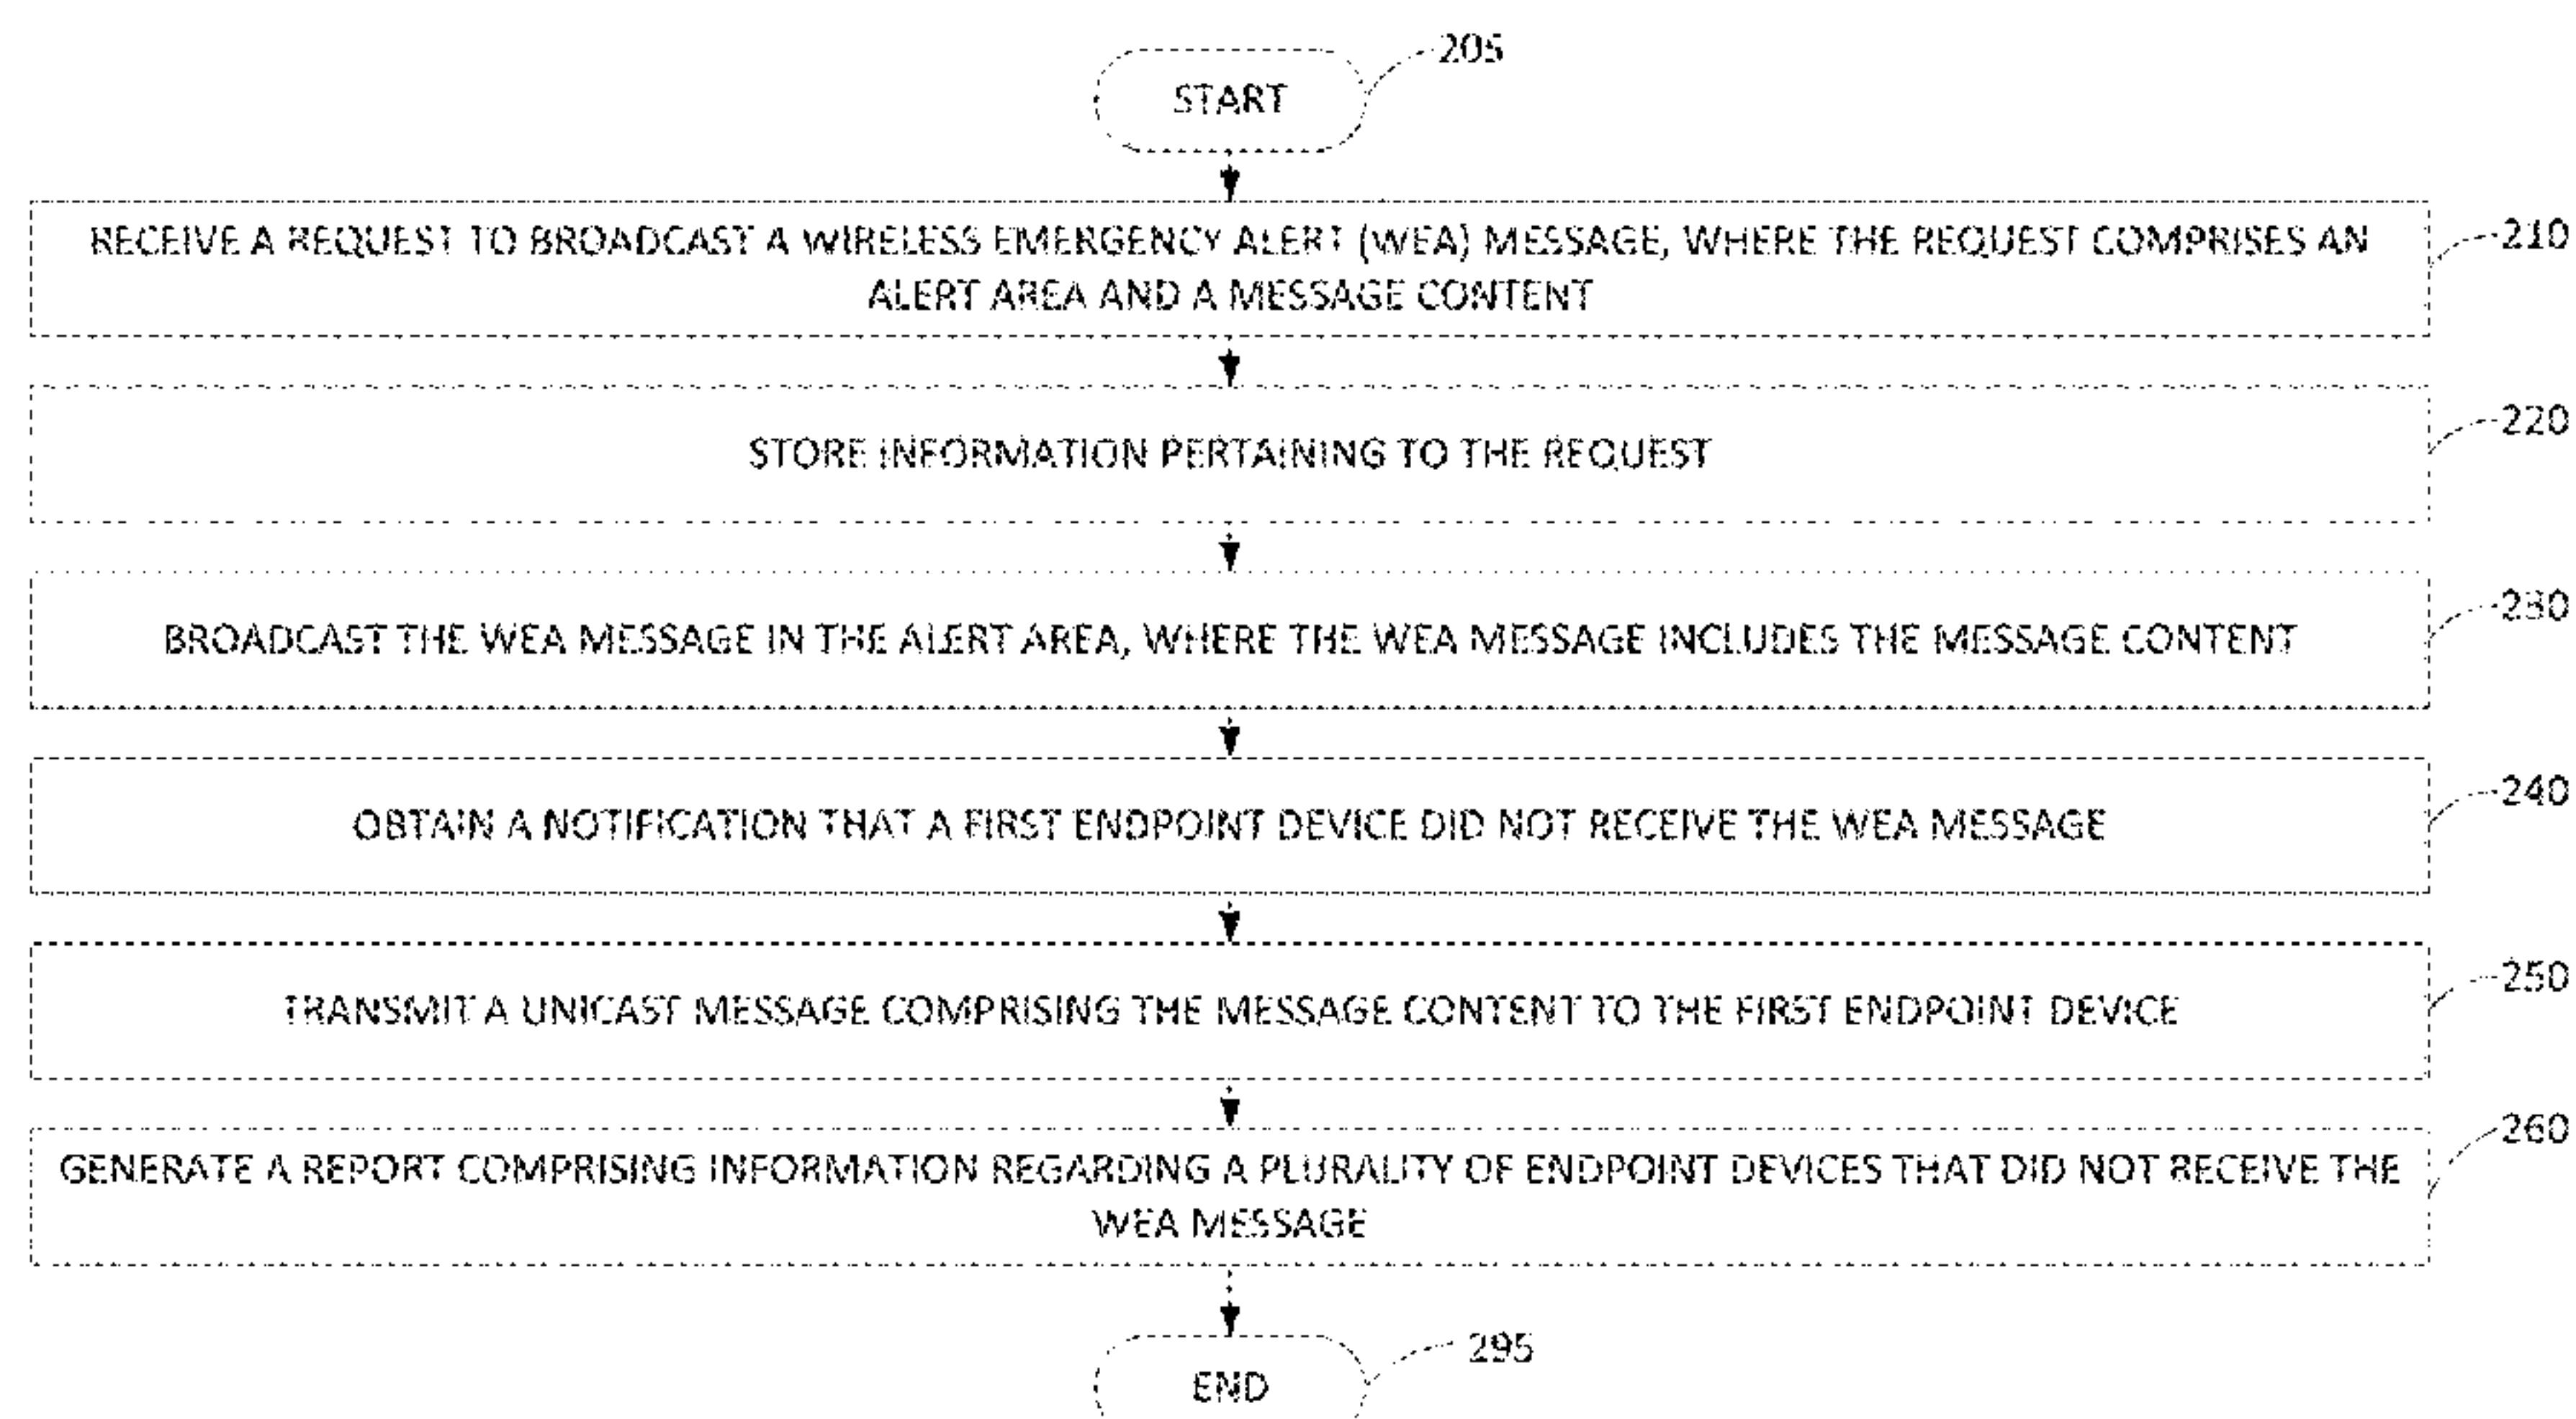 205
START
RECEIVE A REQUEST TO BROADCAST A WIRELESS EMERGENCY ALERT (WEA) MESSAGE, WHERE THE REQUEST COMPRISES AN
ALERT AREA AND A MESSAGE CONTENT
210
STORE INFORMATION PERTAINING TO THE REQUEST
220
BROADCAST THE WEA MESSAGE IN THE ALERT AREA, WHERE THE WEA MESSAGE INCLUDES THE MESSAGE CONTENT
230
OBTAIN A NOTIFICATION THAT A FIRST ENDPOINT DEVICE DID NOT RECEIVE THE WEA MESSAGE
240
TRANSMIT A UNICAST MESSAGE COMPRISING THE MESSAGE CONTENT TO THE FIRST ENDPOINT DEVICE
250
GENERATE A REPORT COMPRISING INFORMATION REGARDING A PLURALITY OF ENDPOINT DEVICES THAT DID NOT RECEIVE THE
WEA MESSAGE
260
END
295